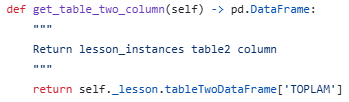 def get_table_two_column(self) -> pd.DataFrame:
    """
    Return lesson_instances table2 column
    """
    return self._lesson.tableTwoDataFrame['TOPLAM']